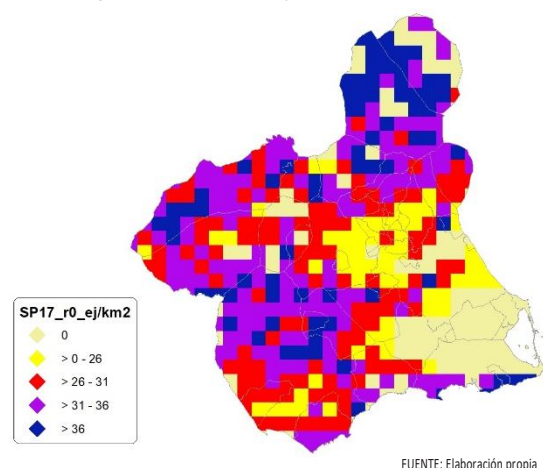 SP17_r0_ej/km2
0
> 0 - 26
> 26 - 31
> 31 - 36
> 36
FUENTE: Elaboración propia